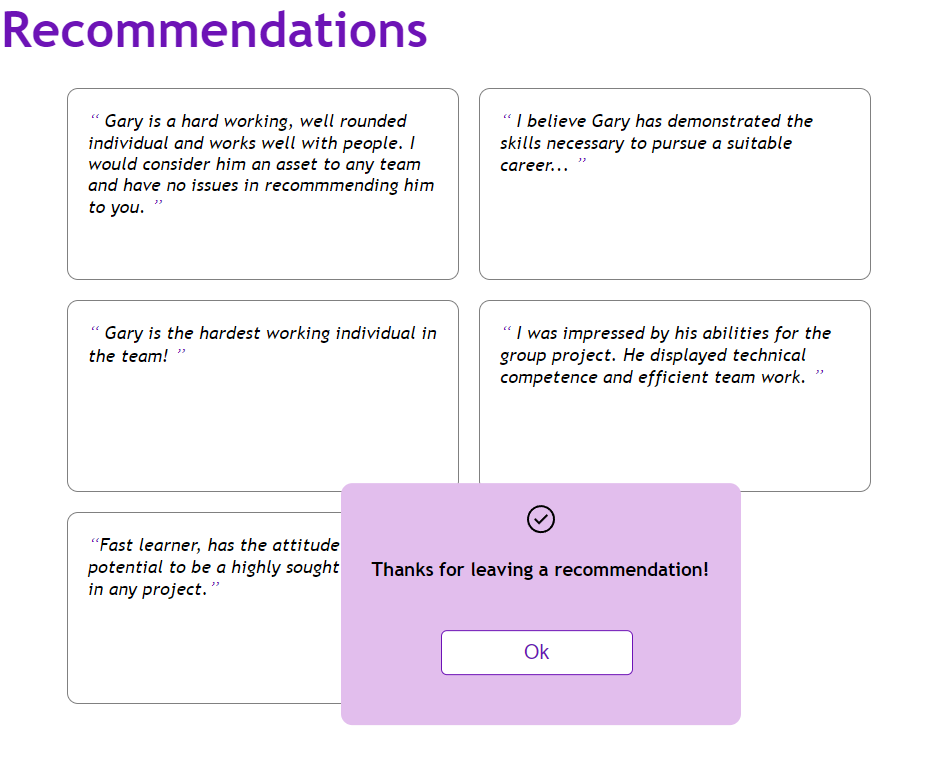 Recommendations
“ Gary is a hard working, well rounded
individual and works well with people. I
would consider him an asset to any team
and have no issues in recommmending him
to you. ”
“ I believe Gary has demonstrated the
skills necessary to pursue a suitable
career... ”
“ Gary is the hardest working individual in
the team! ”
“ I was impressed by his abilities for the
group project. He displayed technical
competence and efficient team work. ”
“Fast learner, has the attitude
potential to be a highly sought
in any project.”
Thanks for leaving a recommendation!
Ok